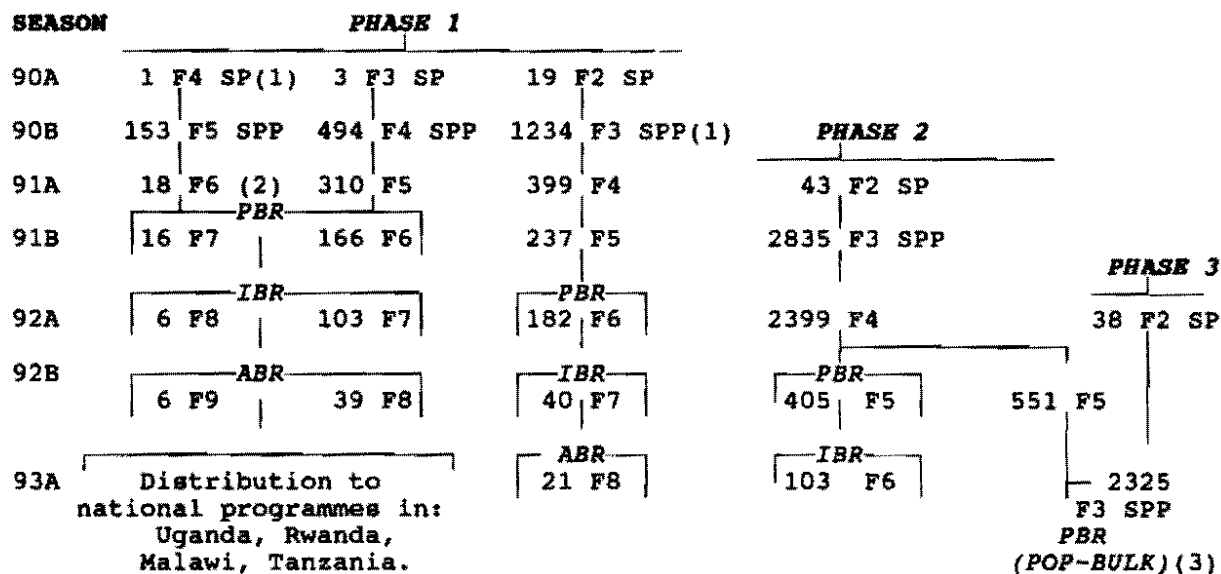 SEASON PHASE 1
90A 1 F4 SP(1) 3 F3 SP 19 F2 SP
90B 153 F5 SPP 494 F4 SPP 1234 F3 SPP(1) PHASE 2
91A 18 F6 (2) 310 F5 399 F4 43 F2 SP
PBR
91B 16 F7 166 F6 237 F5 2835 F3 SPP
PHASE 3
IBR PBR
92A 6 F8 103 F7 182 F6 2399 F4 38 F2 SP
92B ABR IBR PBR
6 F9 39 F8 40 F7 405 F5 551 F5
ABR IBR
93A Distribution to 21 F8 103 F6 2325
national programmes in: F3 SPP
Uganda, Rwanda, PBR
Malawi, Tanzania. (POP-BULK)(3)